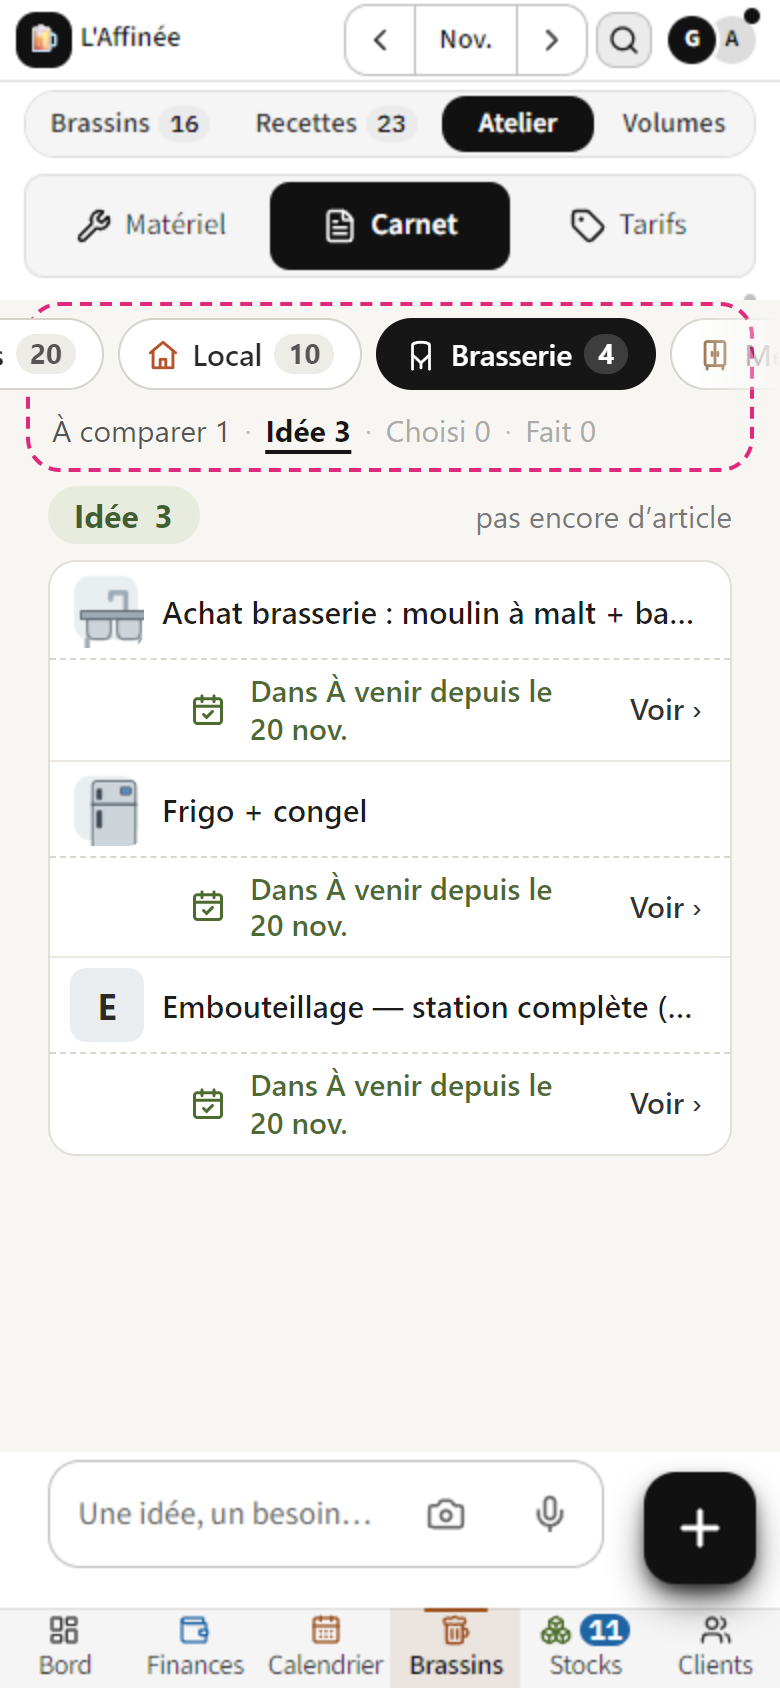 L'Affinée
Nov.
G
A
Brassins 16
Recettes 23
Atelier
Volumes
Matériel
Carnet
Tarifs
20
Local 10
Brasserie 4
À comparer 1 · Idée 3 · Choisi 0 · Fait 0
Idée 3
pas encore d’article
Achat brasserie : moulin à malt + ba...
Dans À venir depuis le
20 nov.
Voir ›
Frigo + congel
Dans À venir depuis le
20 nov.
Voir ›
E
Embouteillage — station complète (...
Dans À venir depuis le
20 nov.
Voir ›
Une idée, un besoin...
Bord
Finances
Calendrier
Brassins
11
Stocks
Clients